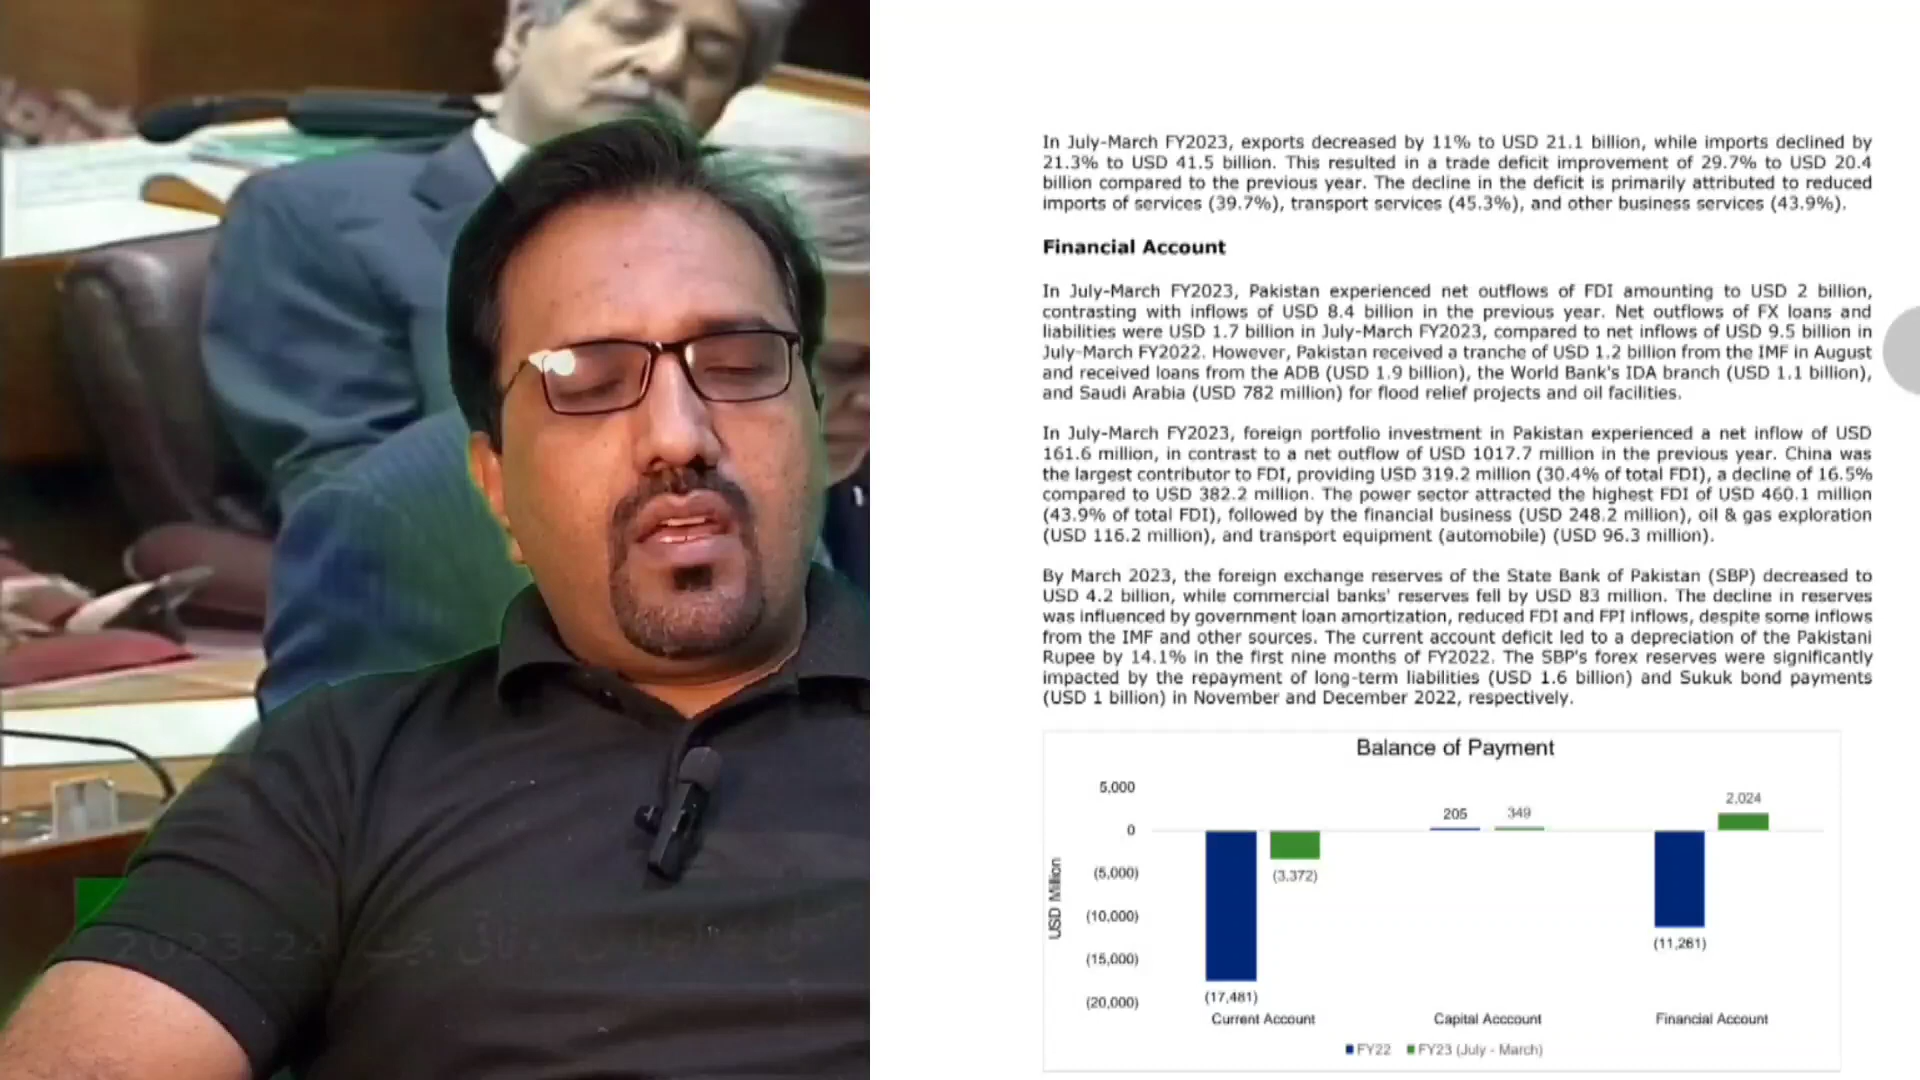 In July-March FY2023, exports decreased by 11% to USD 21.1 billion, while imports declined by
21.3% to USD 41.5 billion. This resulted in a trade deficit improvement of 29.7% to USD 20.4
billion compared to the previous year. The decline in the deficit is primarily attributed to reduced
imports of services (39.7%), transport services (45.3%), and other business services (43.9%).
Financial Account
In July-March FY2023, Pakistan experienced net outflows of FDI amounting to USD 2 billion,
contrasting with inflows of USD 8.4 billion in the previous year. Net outflows of FX loans and
liabilities were USD 1.7 billion in July-March FY2023, compared to net inflows of USD 9.5 billion in
July-March FY2022. However, Pakistan received a tranche of USD 1.2 billion from the IMF in August
and received loans from the ADB (USD 1.9 billion), the World Bank's IDA branch (USD 1.1 billion),
and Saudi Arabia (USD 782 million) for flood relief projects and oil facilities.
In July-March FY2023, foreign portfolio investment in Pakistan experienced a net inflow of USD
161.6 million, in contrast to a net outflow of USD 1017.7 million in the previous year. China was
the largest contributor to FDI, providing USD 319.2 million (30.4% of total FDI), a decline of 16.5%
compared to USD 382.2 million. The power sector attracted the highest FDI of USD 460.1 million
(43.9% of total FDI), followed by the financial business (USD 248.2 million), oil & gas exploration
(USD 116.2 million), and transport equipment (automobile) (USD 96.3 million).
By March 2023, the foreign exchange reserves of the State Bank of Pakistan (SBP) decreased to
USD 4.2 billion, while commercial banks' reserves fell by USD 83 million. The decline in reserves
was influenced by government loan amortization, reduced FDI and FPI inflows, despite some inflows
from the IMF and other sources. The current account deficit led to a depreciation of the Pakistani
Rupee by 14.1% in the first nine months of FY2022. The SBP's forex reserves were significantly
impacted by the repayment of long-term liabilities (USD 1.6 billion) and Sukuk bond payments
(USD 1 billion) in November and December 2022, respectively.
Balance of Payment
USD Million
5,000
0
(5,000)
(10,000)
(15,000)
(20,000)
(17,481)
(3,372)
205
349
(11,261)
2,024
Current Account
Capital Acccount
Financial Account
FY22
FY23 (July - March)
2023-24